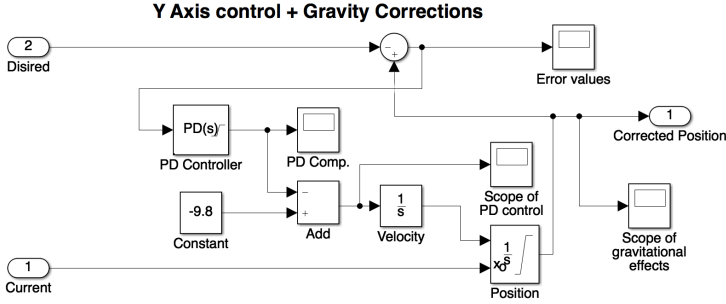 Y Axis control + Gravity Corrections
2
Disired
−
+
Error values
PD(s)
PD Controller
PD Comp.
1
Corrected Position
-9.8
Constant
−
+
Add
1
s
Velocity
Scope of
PD control
Scope of
gravitational
effects
1
Current
1
s
x0
Position